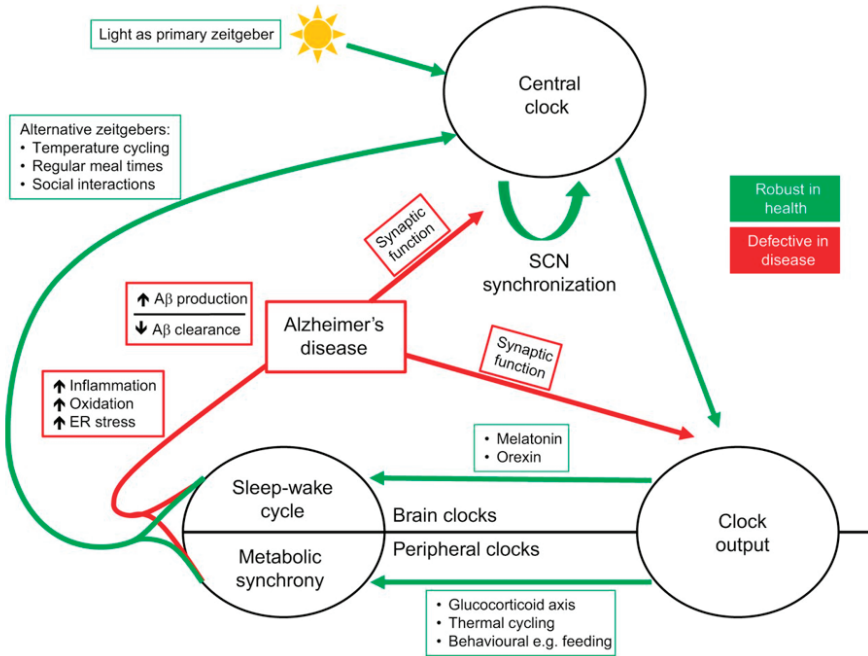 Light as primary zeitgeber
Central
clock
Alternative zeitgebers:
• Temperature cycling
• Regular meal times
• Social interactions
Robust in
health
Defective in
disease
Synaptic
function
SCN
synchronization
↑ Aβ production
↓ Aβ clearance
Alzheimer's
disease
Synaptic
function
↑ Inflammation
↑ Oxidation
↑ ER stress
• Melatonin
• Orexin
Sleep-wake
cycle
Brain clocks
Clock
output
Peripheral clocks
Metabolic
synchrony
• Glucocorticoid axis
• Thermal cycling
• Behavioural e.g. feeding